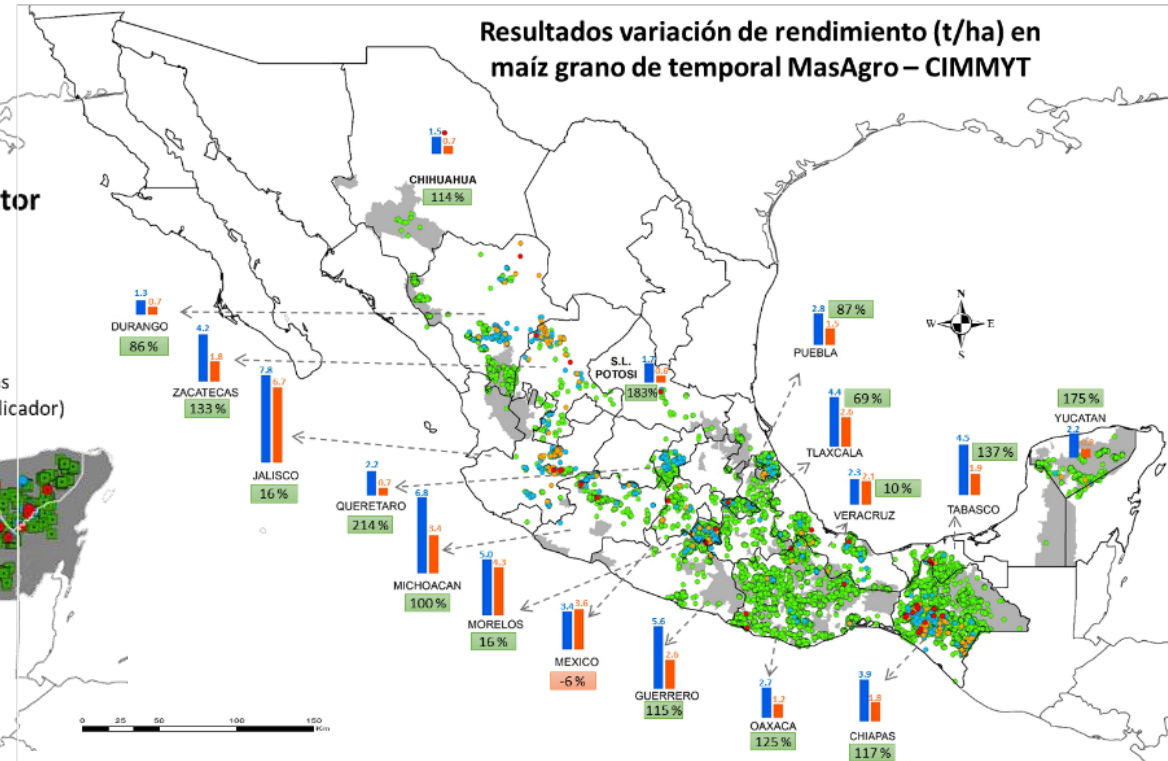 Resultados variación de rendimiento (t/ha) en
maíz grano de temporal MasAgro – CIMMYT
tor
as
licador)
1.5
0.7
CHIHUAHUA
114 %
1.3
0.7
DURANGO
86 %
4.2
1.8
ZACATECAS
133 %
7.8
6.7
JALISCO
16 %
2.2
0.7
QUERETARO
214 %
6.8
3.4
MICHOACAN
100 %
5.0
4.3
MORELOS
16 %
3.4
3.6
MEXICO
-6 %
5.6
2.6
GUERRERO
115 %
2.7
1.2
OAXACA
125 %
3.9
1.8
CHIAPAS
117 %
S.L.
POTOSI
1.7
0.6
183%
2.8
1.5
87 %
PUEBLA
4.4
2.6
69 %
TLAXCALA
2.3
2.1
10 %
VERACRUZ
4.5
1.9
137 %
TABASCO
175 %
YUCATAN
2.2
0.8
N
W
E
S
0 25 50 100 150
Km